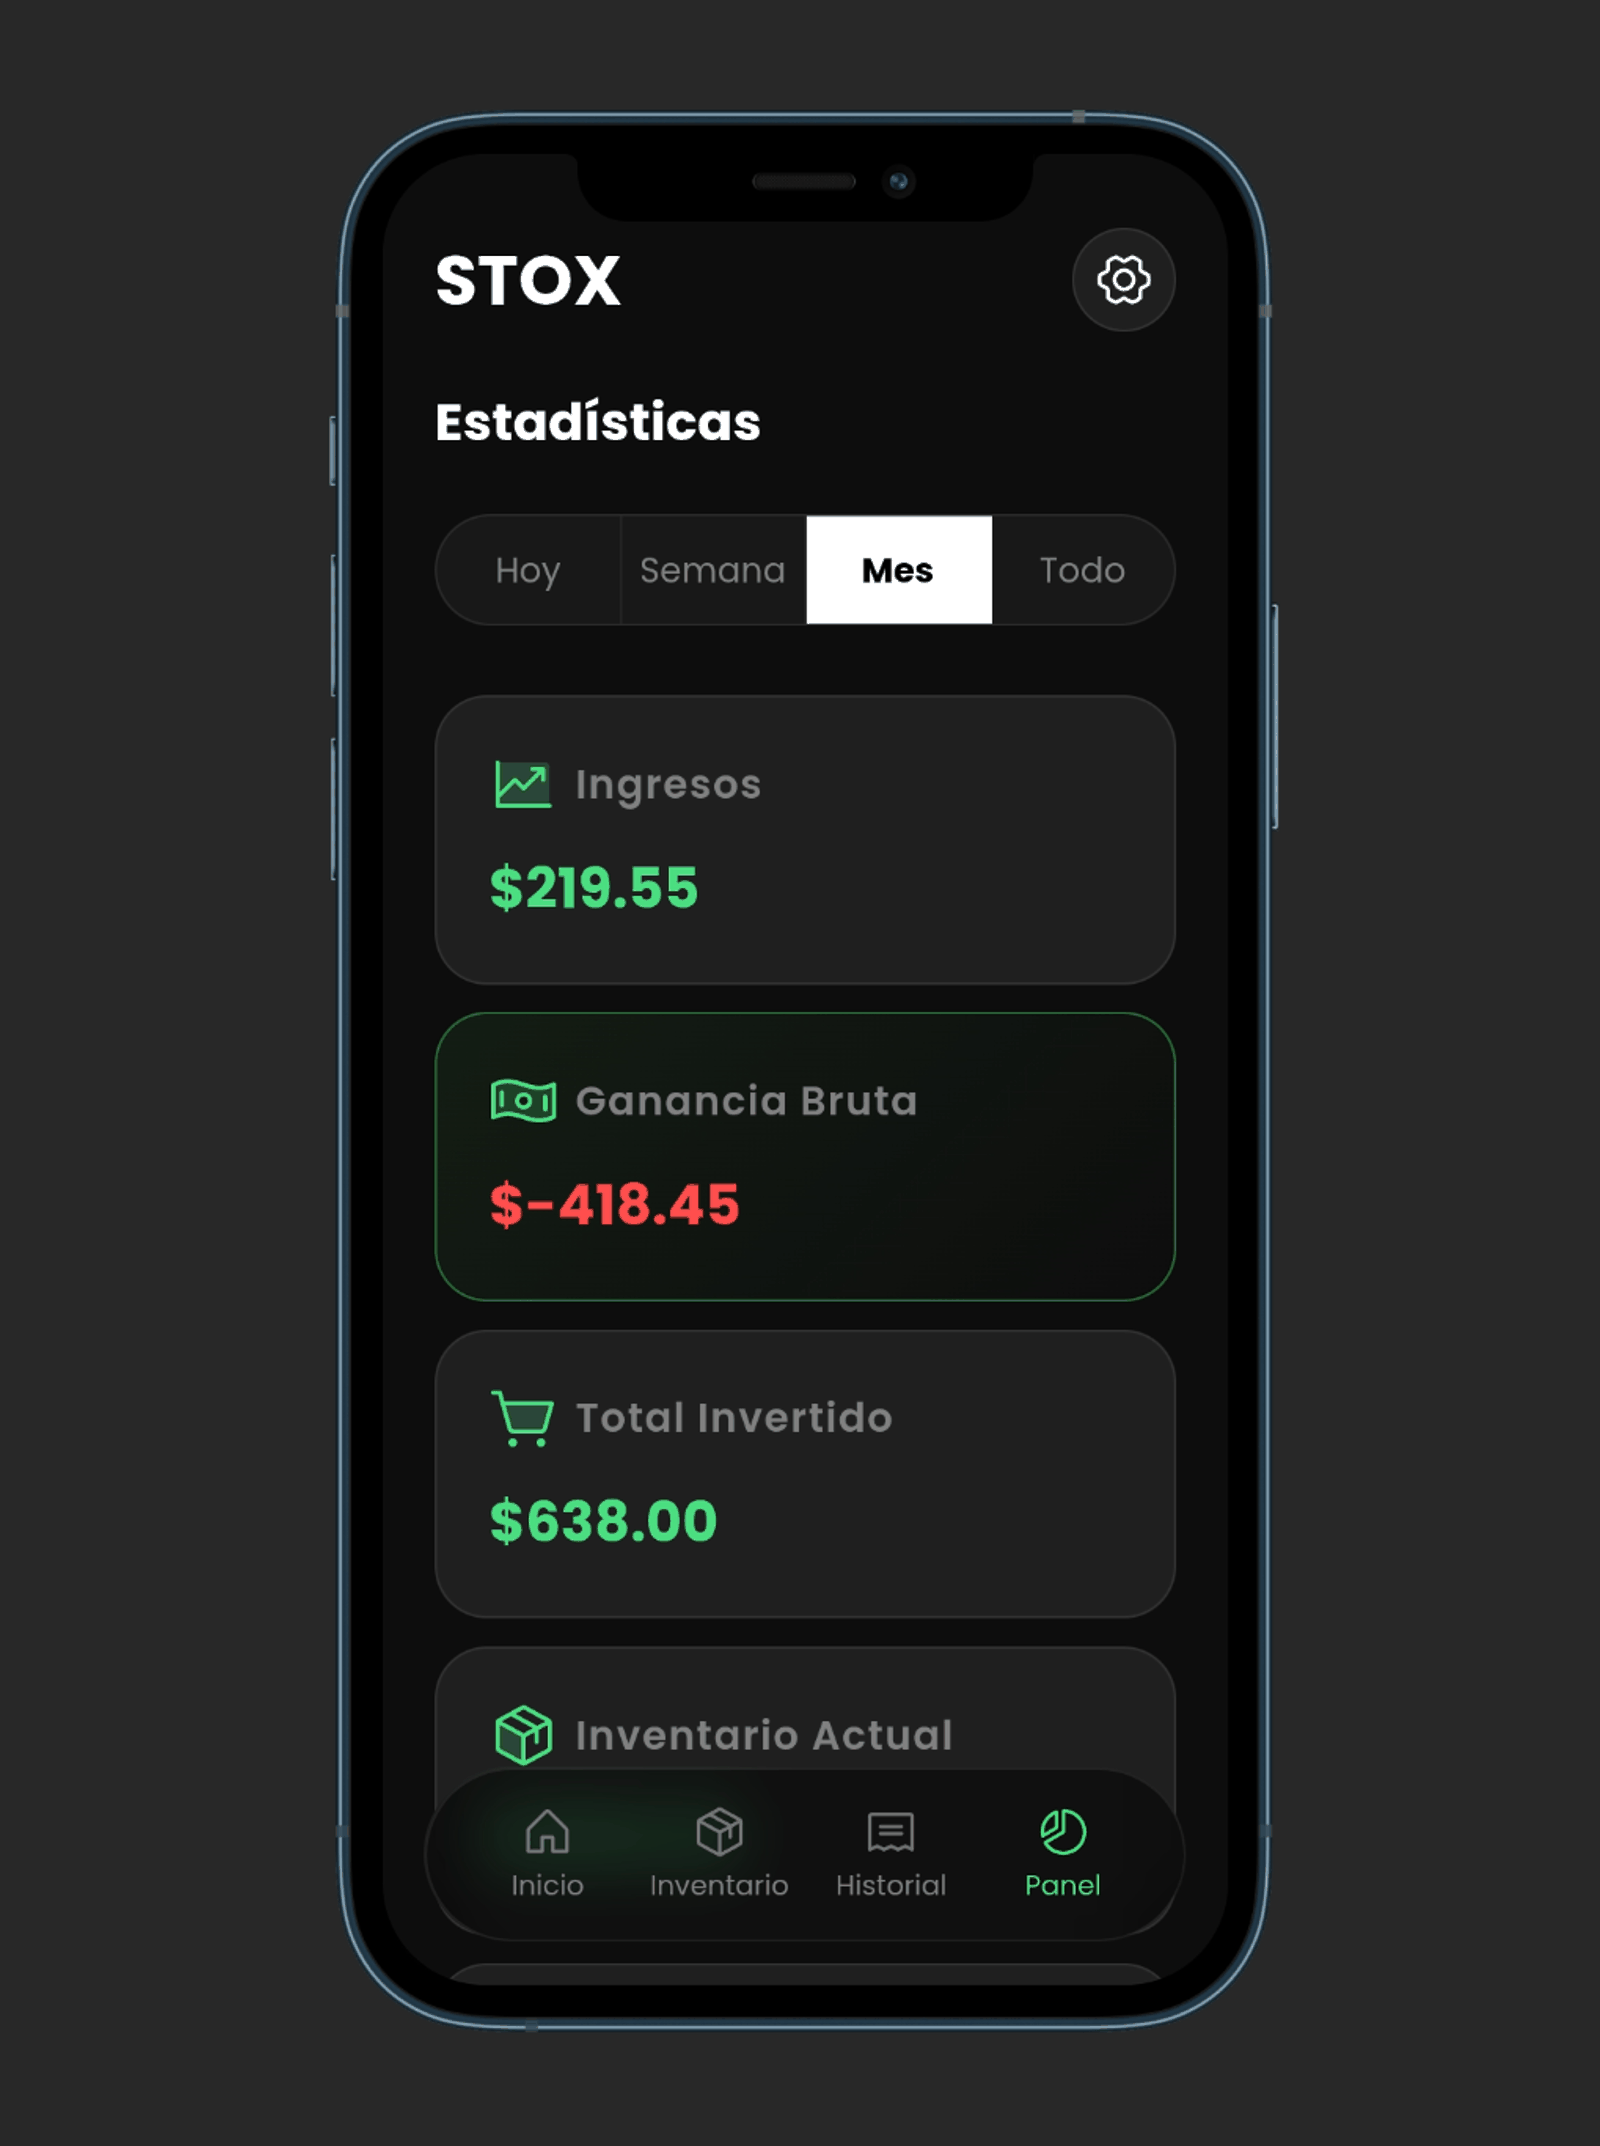 STOX
Estadísticas
Hoy Semana Mes Todo
Ingresos
$219.55
Ganancia Bruta
$-418.45
Total Invertido
$638.00
Inventario Actual
Inicio Inventario Historial Panel